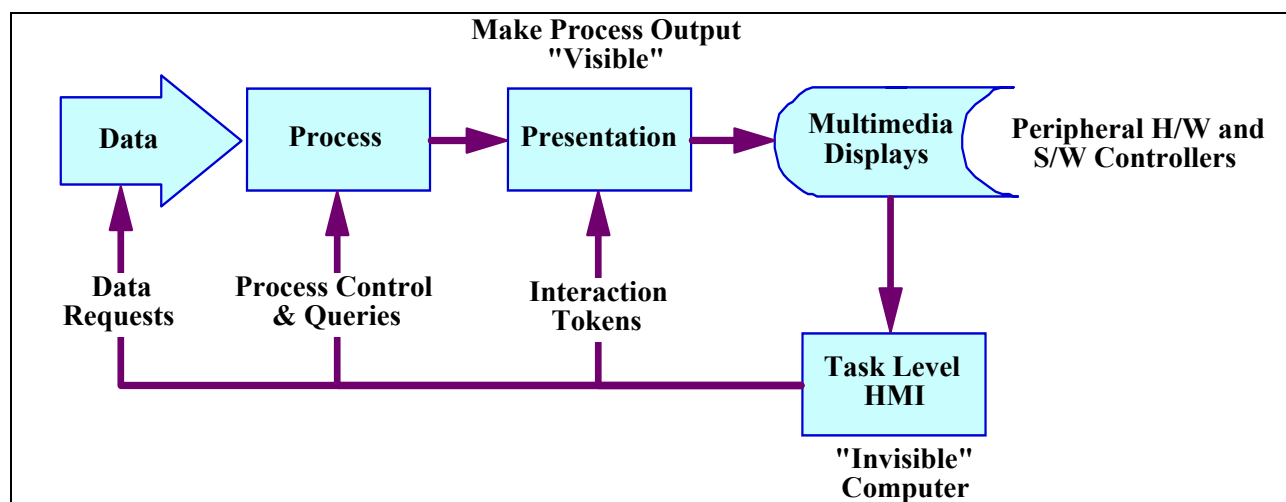 Make Process Output
"Visible"
Data
Process
Presentation
Multimedia
Displays
Peripheral H/W and
S/W Controllers
Data
Requests
Process Control
& Queries
Interaction
Tokens
Task Level
HMI
"Invisible"
Computer